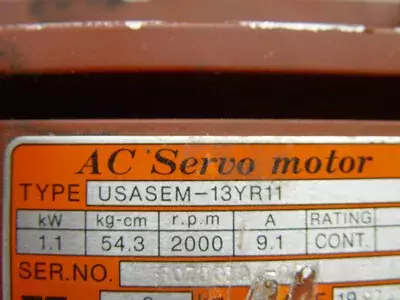 AC Servo motor
TYPE USASEM-13YR11
kW kg-cm r.p.m A RATING
1.1 54.3 2000 9.1 CONT.
SER.NO.